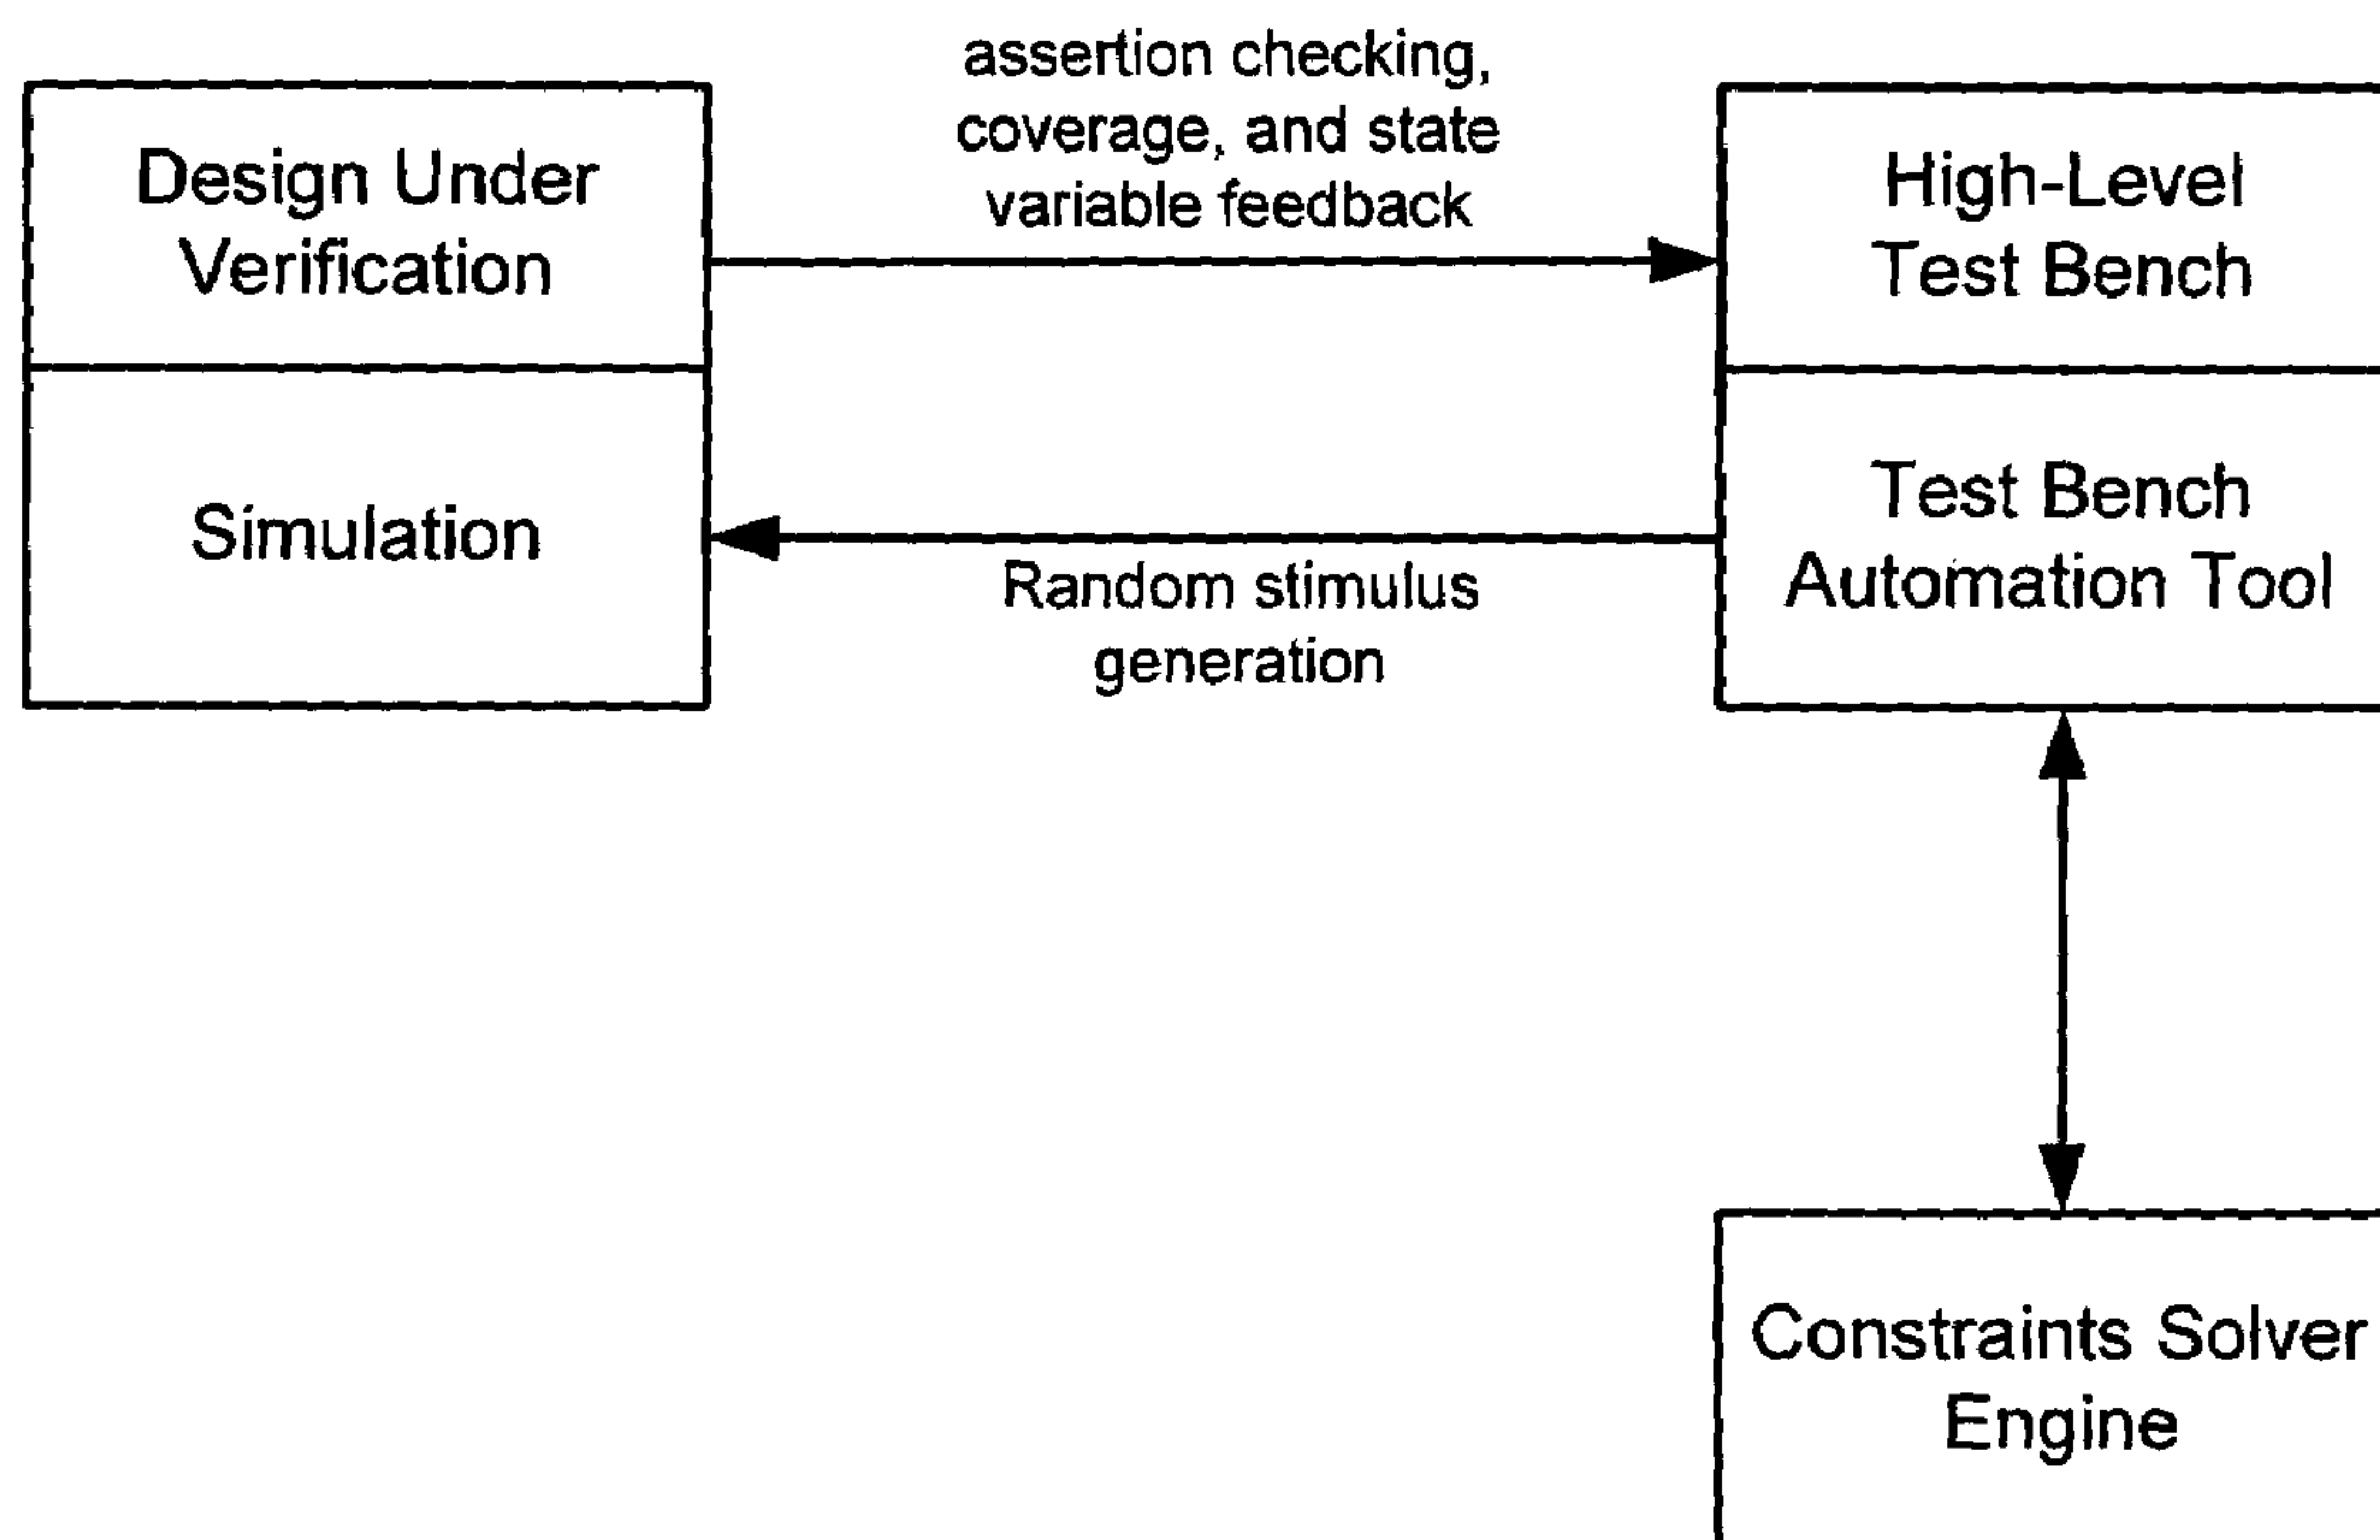 assertion checking,
coverage, and state
variable feedback
Design Under
Verification
High-Level
Test Bench
Simulation
Test Bench
Automation Tool
Random stimulus
generation
Constraints Solver
Engine